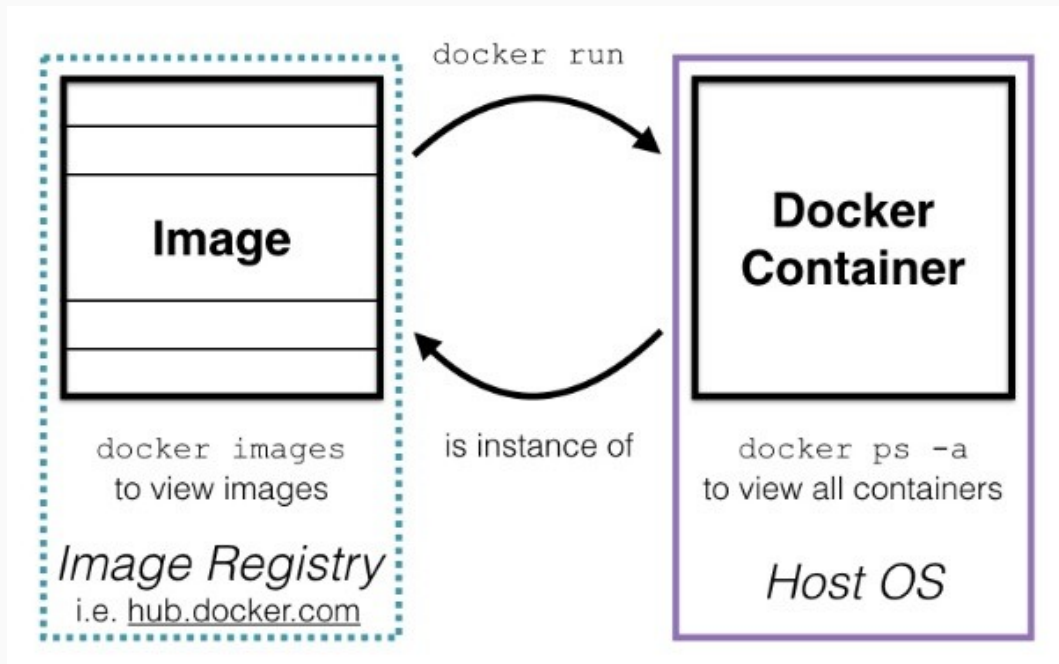 docker run
Image
Docker
Container
docker images
to view images
is instance of
docker ps -a
to view all containers
Image Registry
i.e. hub.docker.com
Host OS